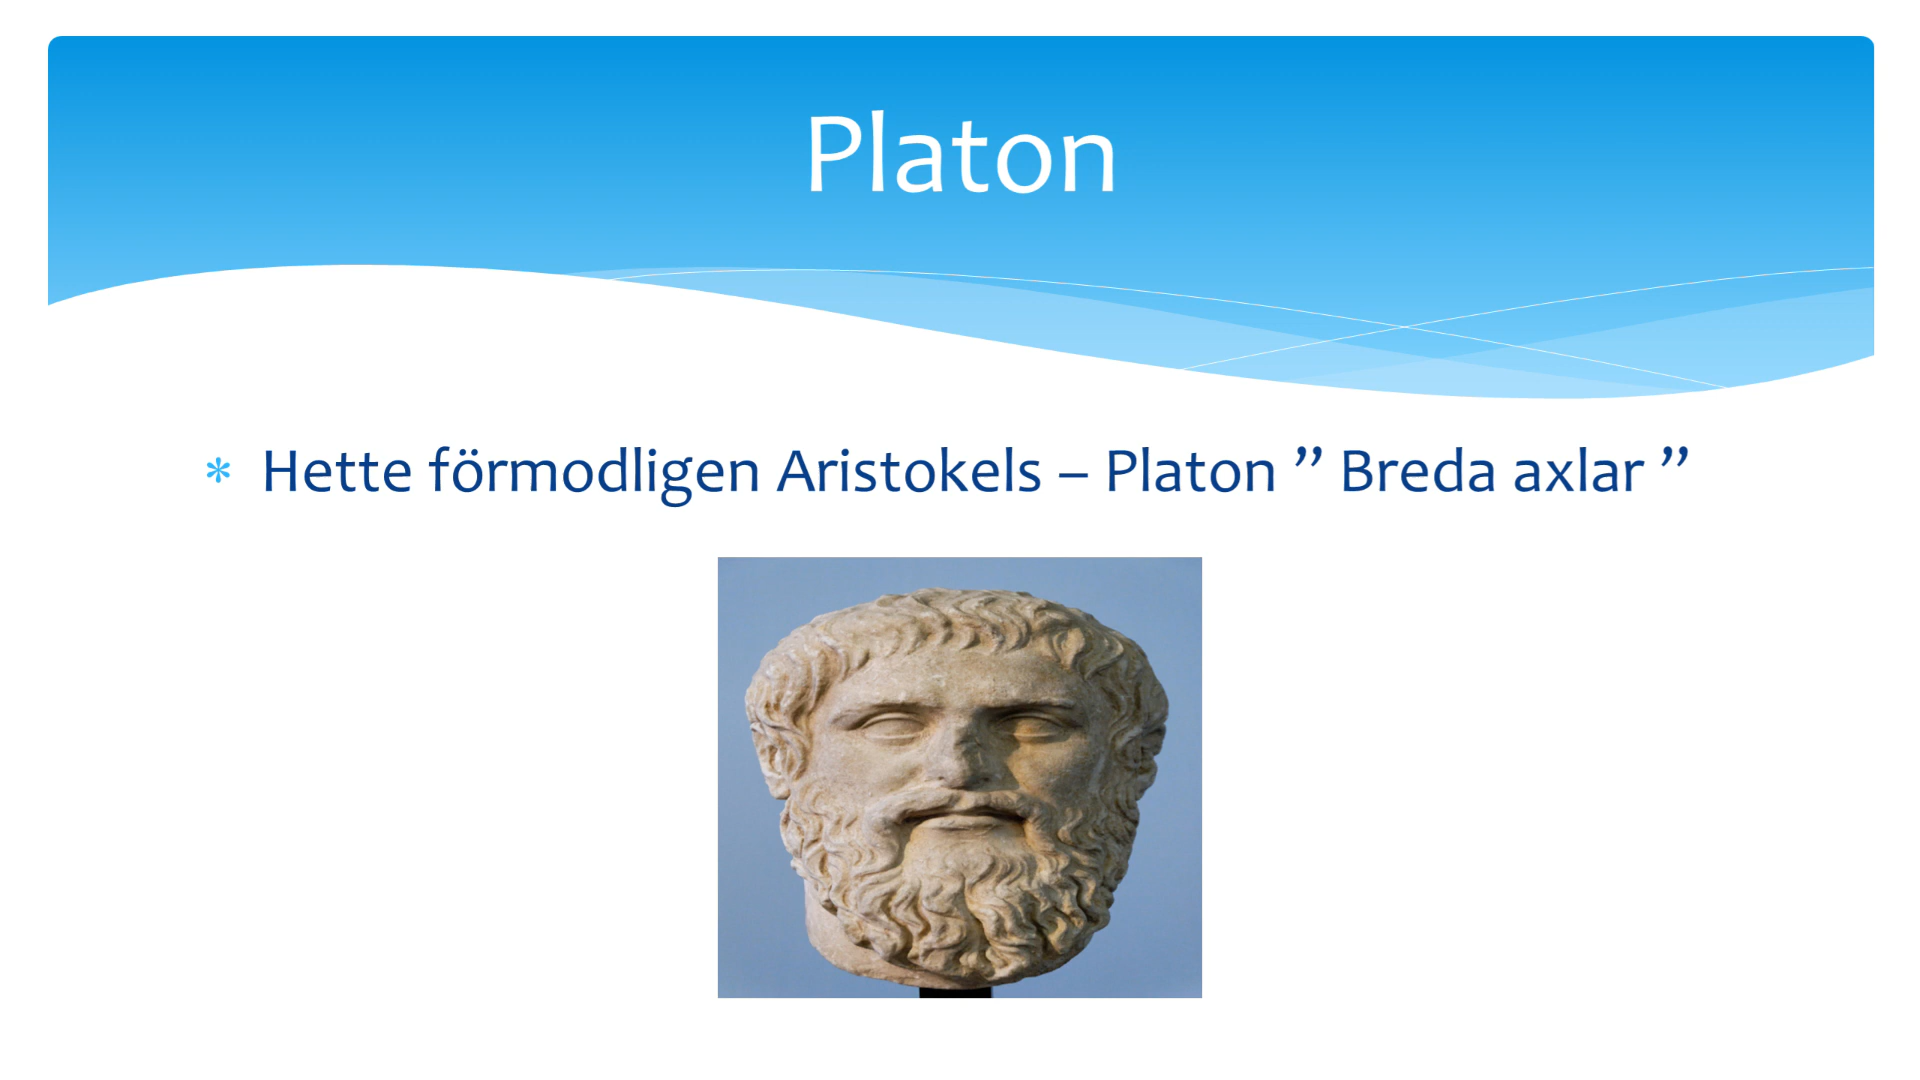 Platon
* Hette förmodligen Aristokels – Platon ” Breda axlar ”